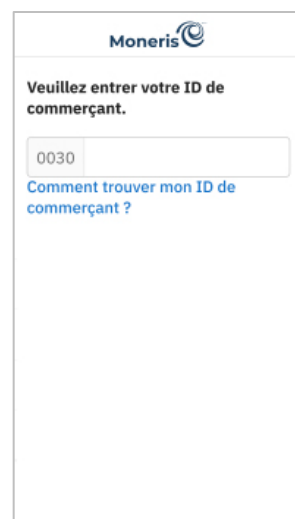 Moneris
Veuillez entrer votre ID de
commerçant.
0030
Comment trouver mon ID de
commerçant ?